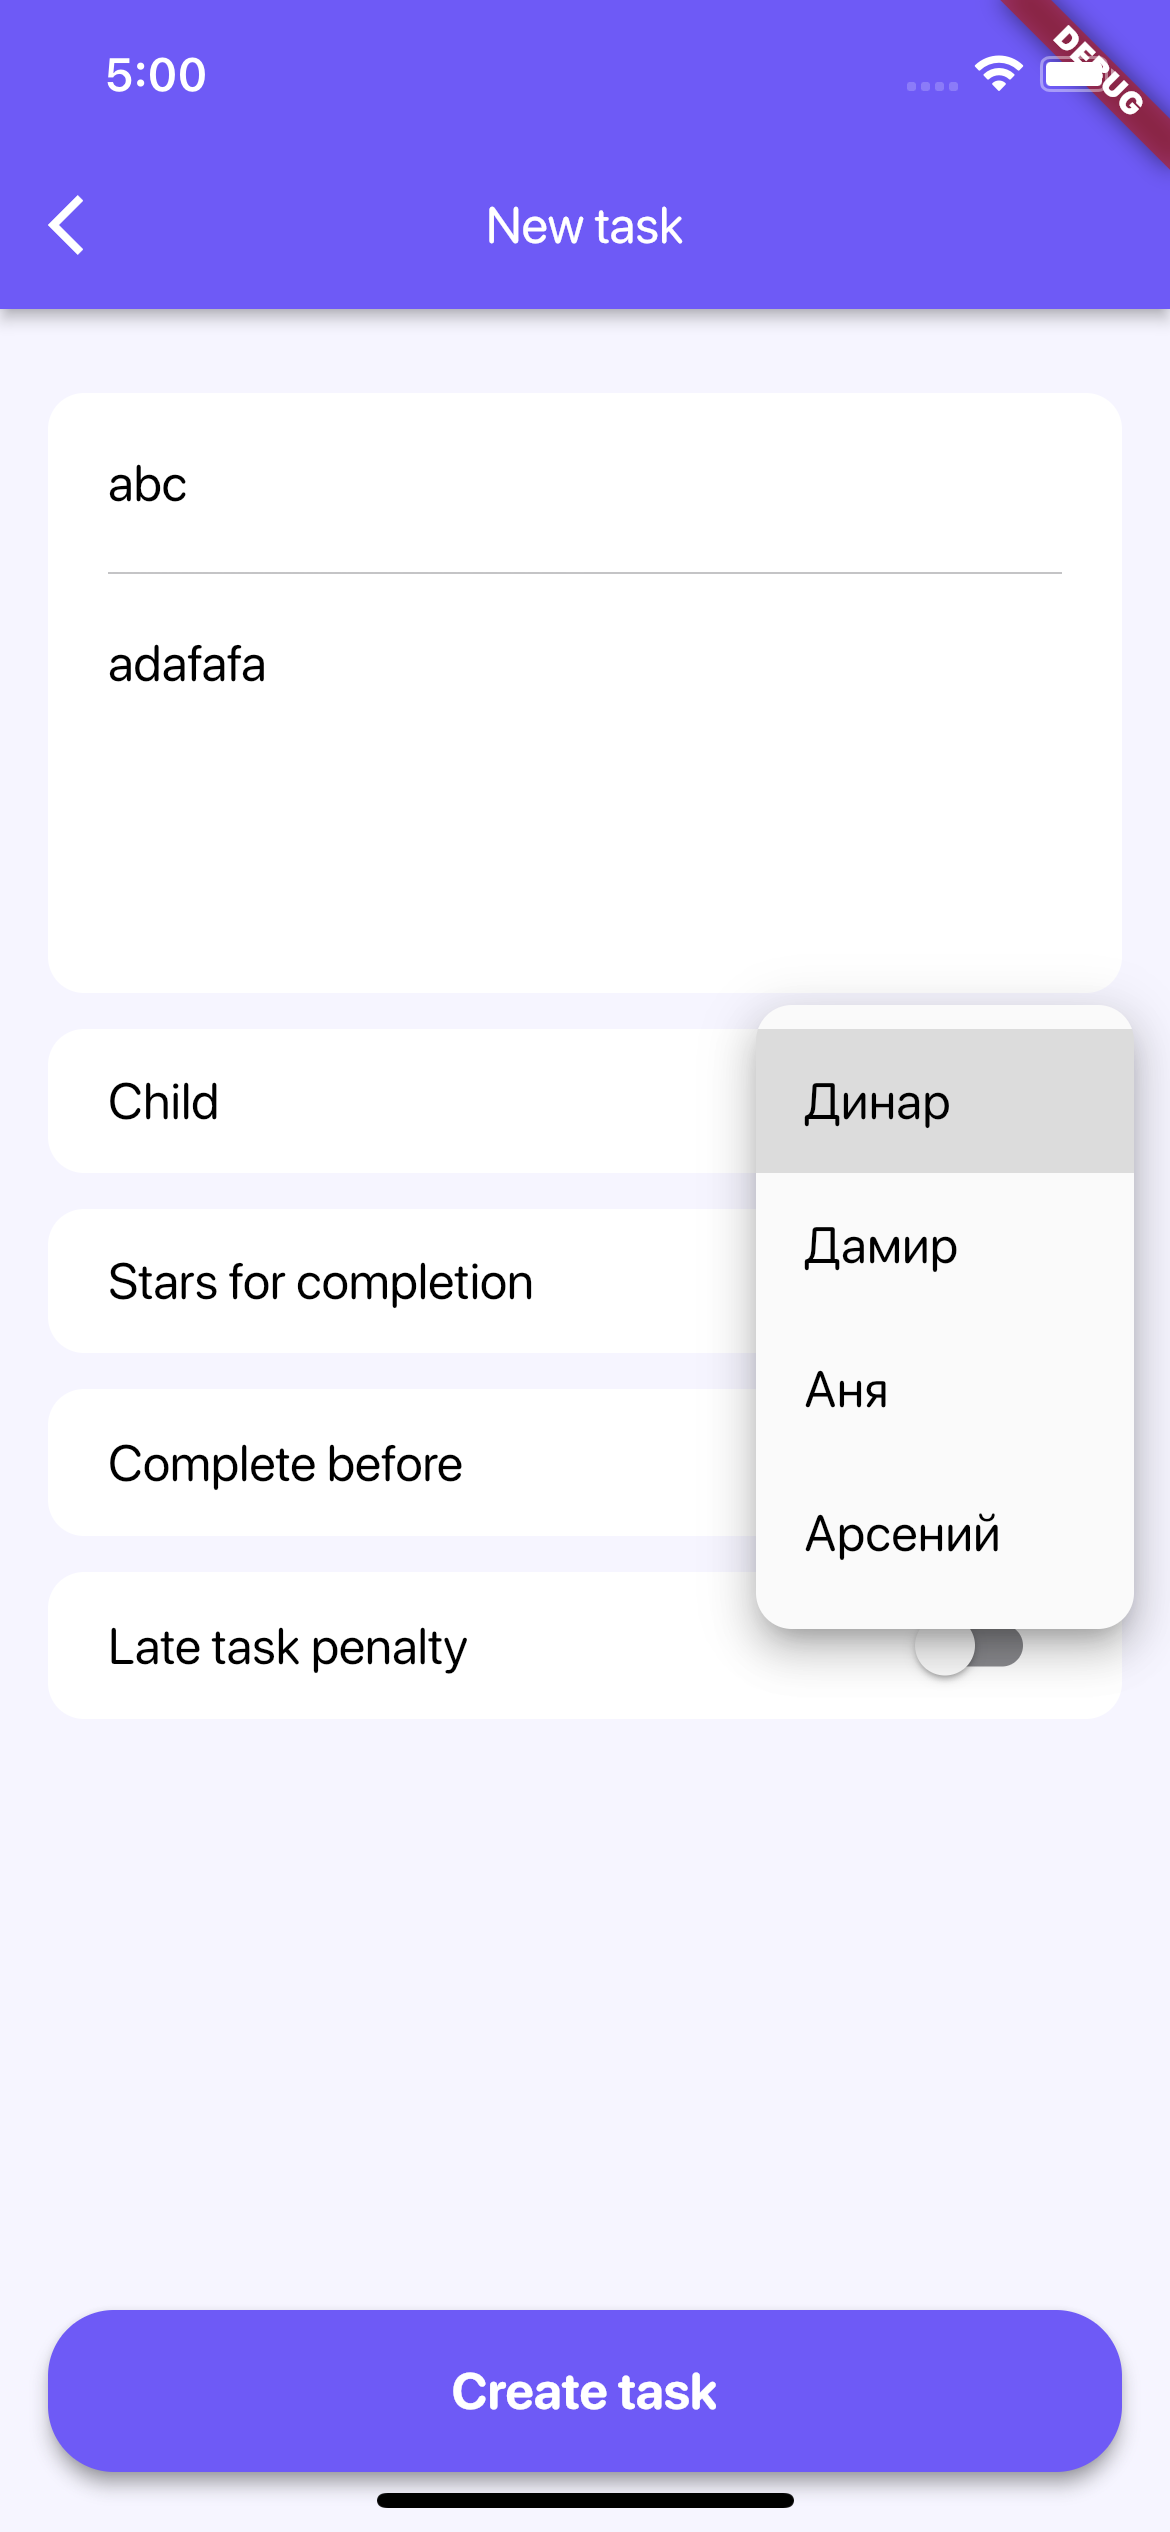 5:00
DEBUG
New task
abc
adafafa
Child
Динар
Дамир
Stars for completion
Аня
Complete before
Арсений
Late task penalty
Create task